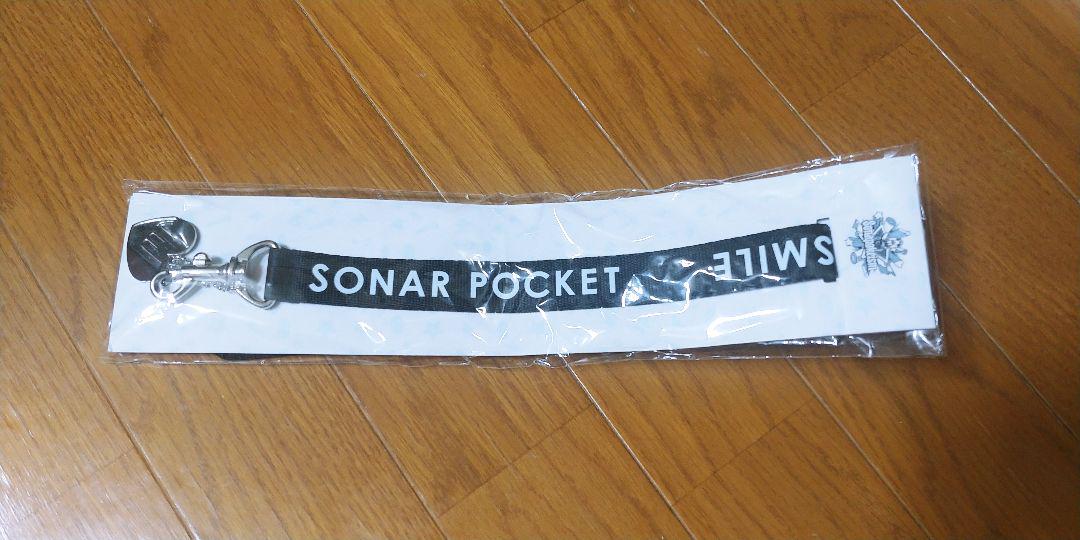 SONAR POCKET
SMILE